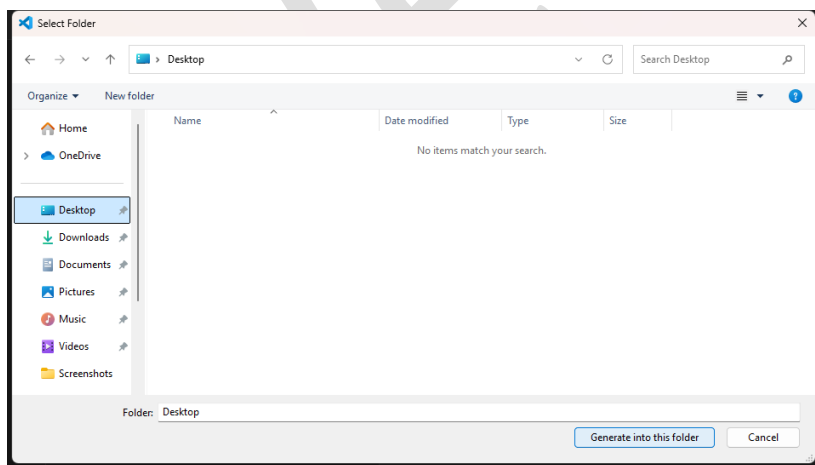 Select Folder
Desktop
Search Desktop
Organize
New folder
Name
Date modified
Type
Size
No items match your search.
Home
OneDrive
Desktop
Downloads
Documents
Pictures
Music
Videos
Screenshots
Folder: Desktop
Generate into this folder
Cancel